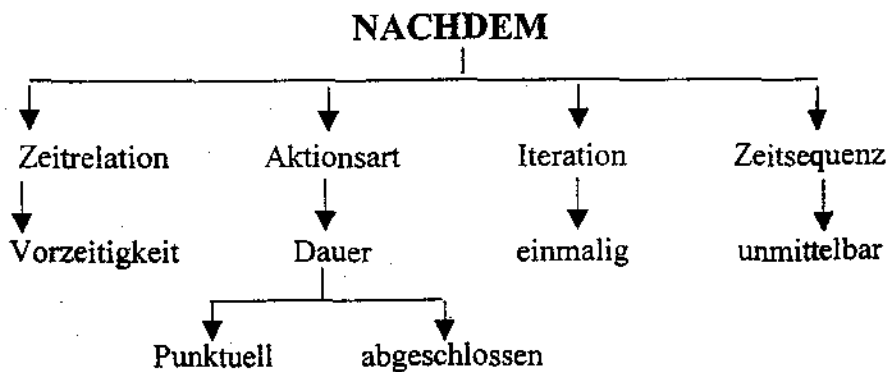 NACHDEM
Zeitrelation Aktionsart Iteration Zeitsequenz
Vorzeitigkeit Dauer einmalig unmittelbar
Punktuell abgeschlossen